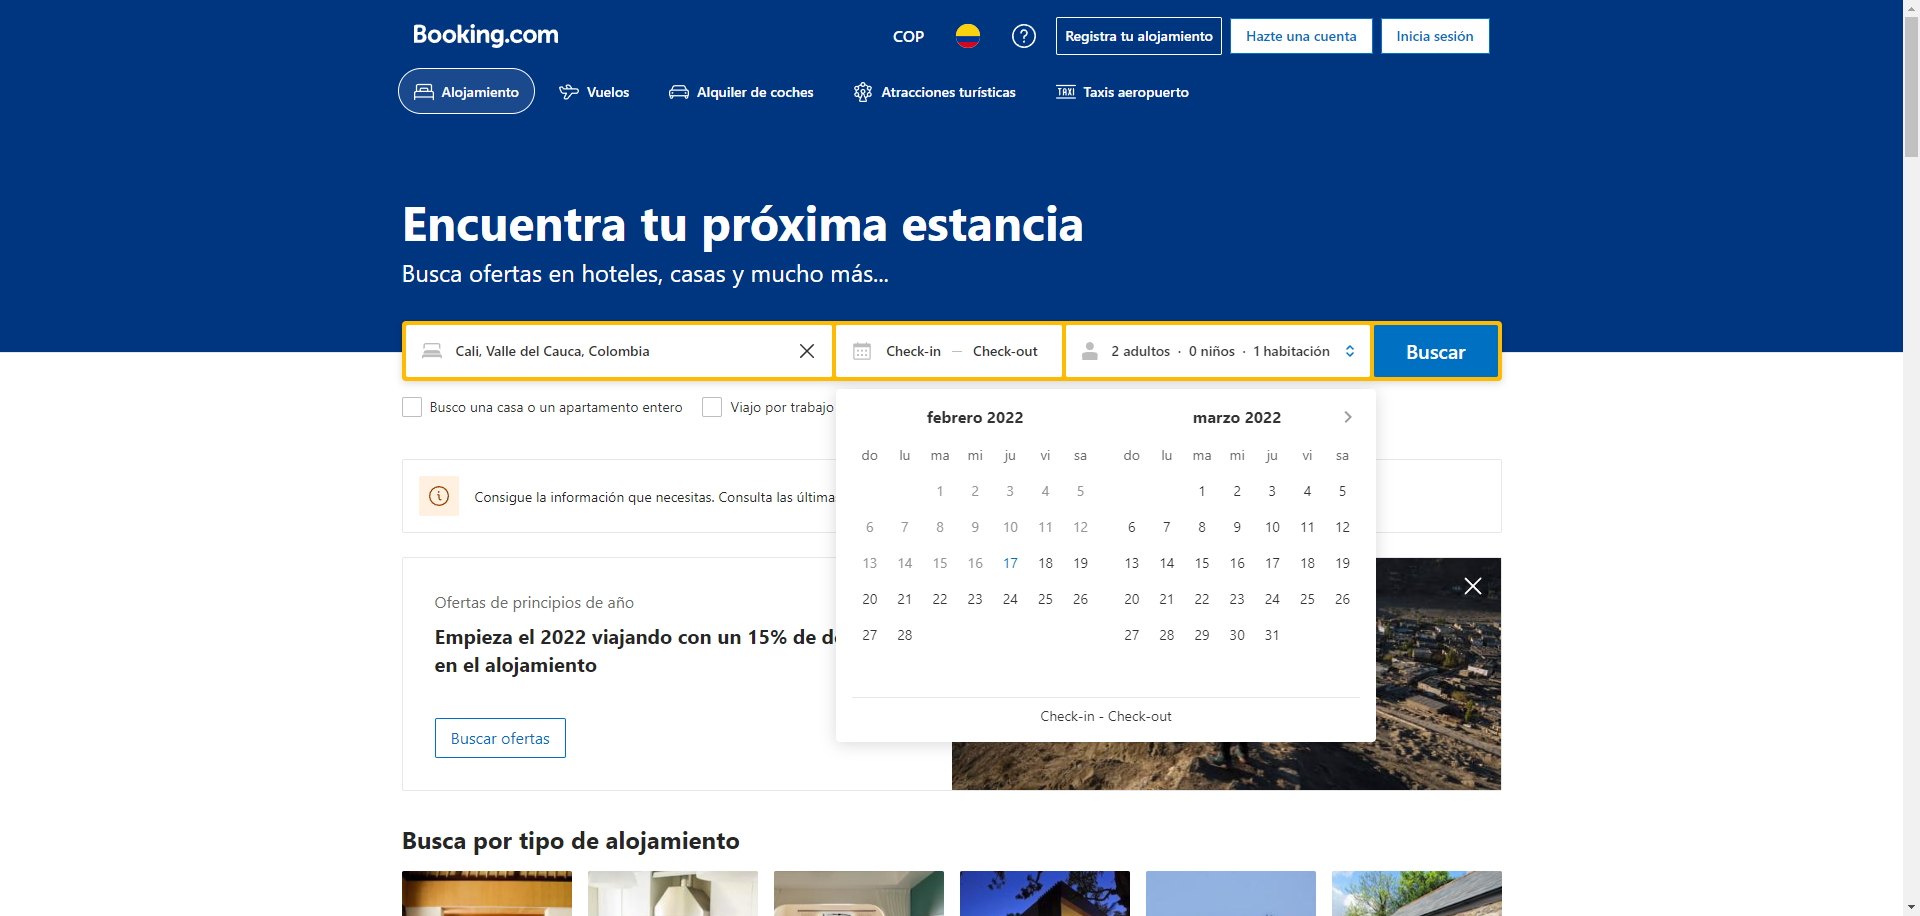 Booking.com
COP
Registra tu alojamiento
Hazte una cuenta
Inicia sesión
Alojamiento
Vuelos
Alquiler de coches
Atracciones turísticas
TAXI Taxis aeropuerto
Encuentra tu próxima estancia
Busca ofertas en hoteles, casas y mucho más...
Cali, Valle del Cauca, Colombia
Check-in — Check-out
2 adultos · 0 niños · 1 habitación
Buscar
Busco una casa o un apartamento entero
Viajo por trabajo
febrero 2022
do lu ma mi ju vi sa
1 2 3 4 5
6 7 8 9 10 11 12
13 14 15 16 17 18 19
20 21 22 23 24 25 26
27 28
marzo 2022
do lu ma mi ju vi sa
1 2 3 4 5
6 7 8 9 10 11 12
13 14 15 16 17 18 19
20 21 22 23 24 25 26
27 28 29 30 31
Check-in - Check-out
Consigue la información que necesitas. Consulta las última
Ofertas de principios de año
Empieza el 2022 viajando con un 15% de d
en el alojamiento
Buscar ofertas
Busca por tipo de alojamiento